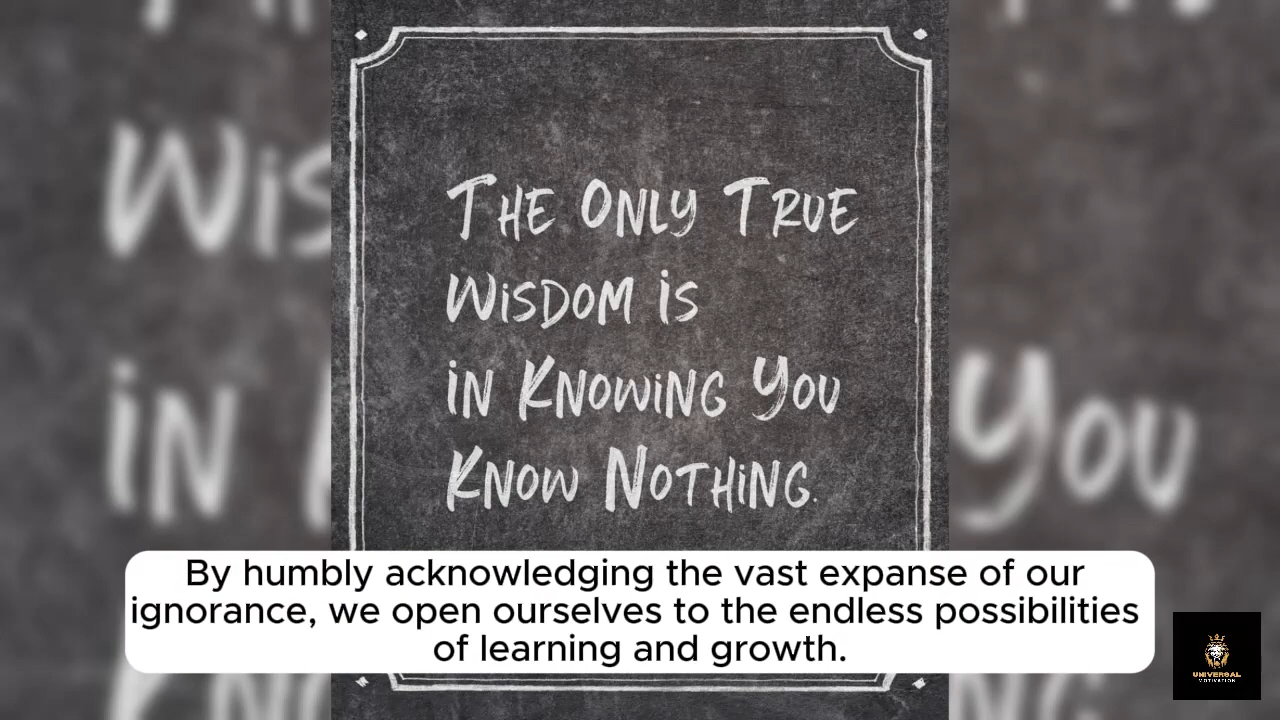 The Only True
Wisdom is
in Knowing You
Know Nothing.
By humbly acknowledging the vast expanse of our
ignorance, we open ourselves to the endless possibilities
of learning and growth.
UNIVERSAL
MOTIVATION